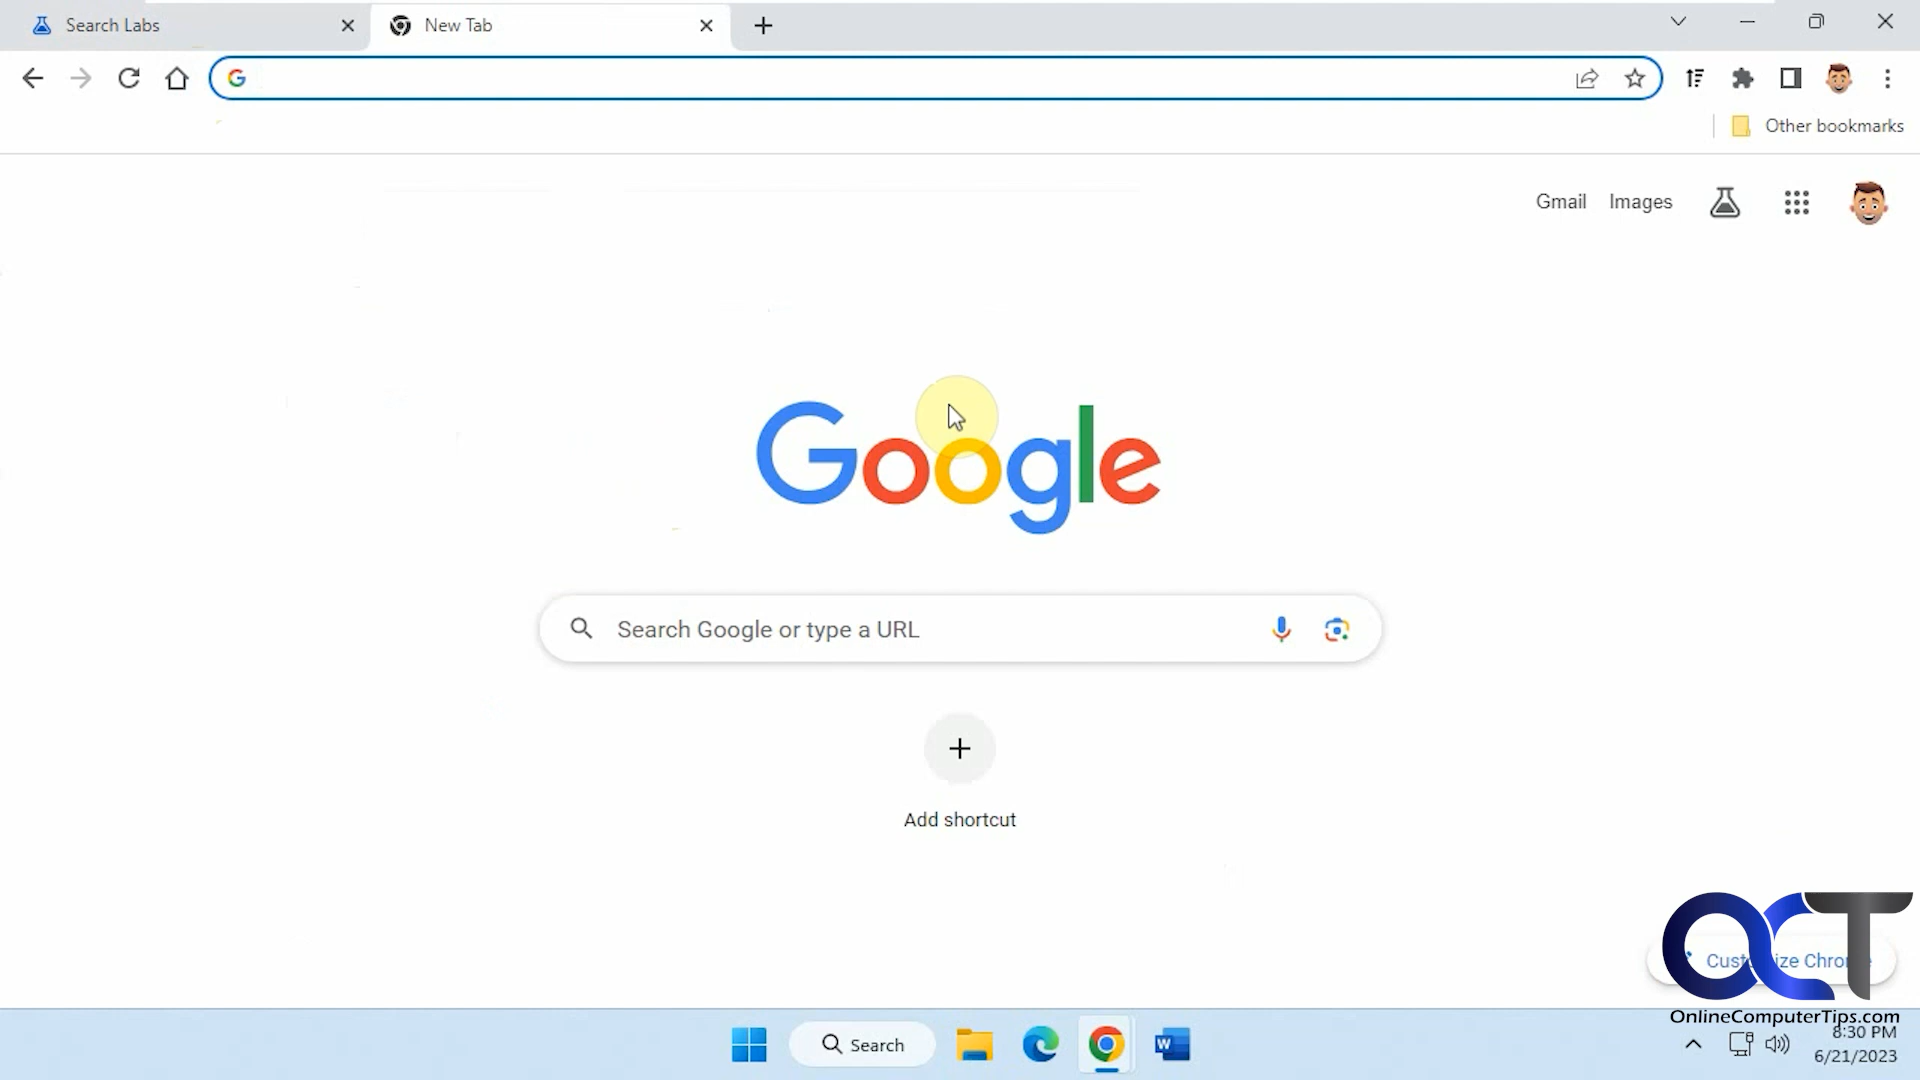 Search Labs
New Tab
Other bookmarks
Gmail Images
Google
Search Google or type a URL
Add shortcut
OCT
OnlineComputerTips.com
Search
8:30 PM
6/21/2023